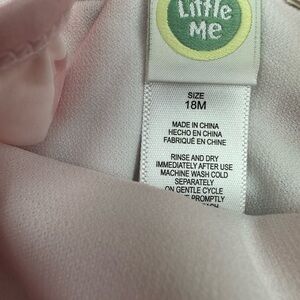 Little
Me
SIZE
18M
MADE IN CHINA
HECHO EN CHINA
FABRIQUÉ EN CHINE
RINSE AND DRY
IMMEDIATELY AFTER USE
MACHINE WASH COLD
SEPARATELY
ON GENTLE CYCLE
PROMPTLY